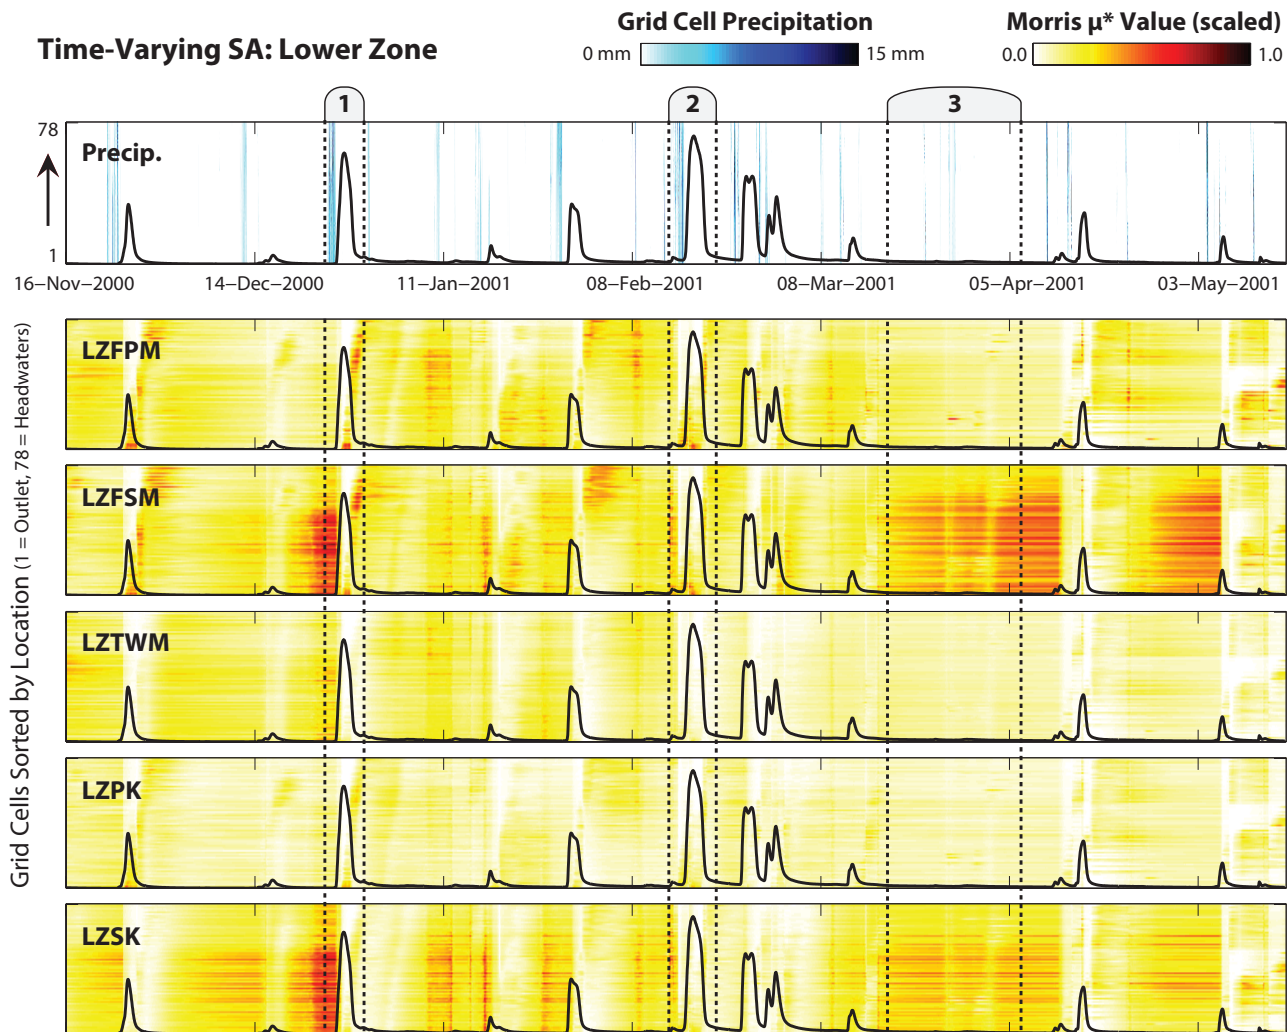 Time-Varying SA: Lower Zone
Grid Cell Precipitation
0 mm 15 mm
Morris μ* Value (scaled)
0.0 1.0
1 2 3
78
Precip.
1
16–Nov–2000 14–Dec–2000 11–Jan–2001 08–Feb–2001 08–Mar–2001 05–Apr–2001 03–May–2001
Grid Cells Sorted by Location (1 = Outlet, 78 = Headwaters)
LZFPM
LZFSM
LZTWM
LZPK
LZSK